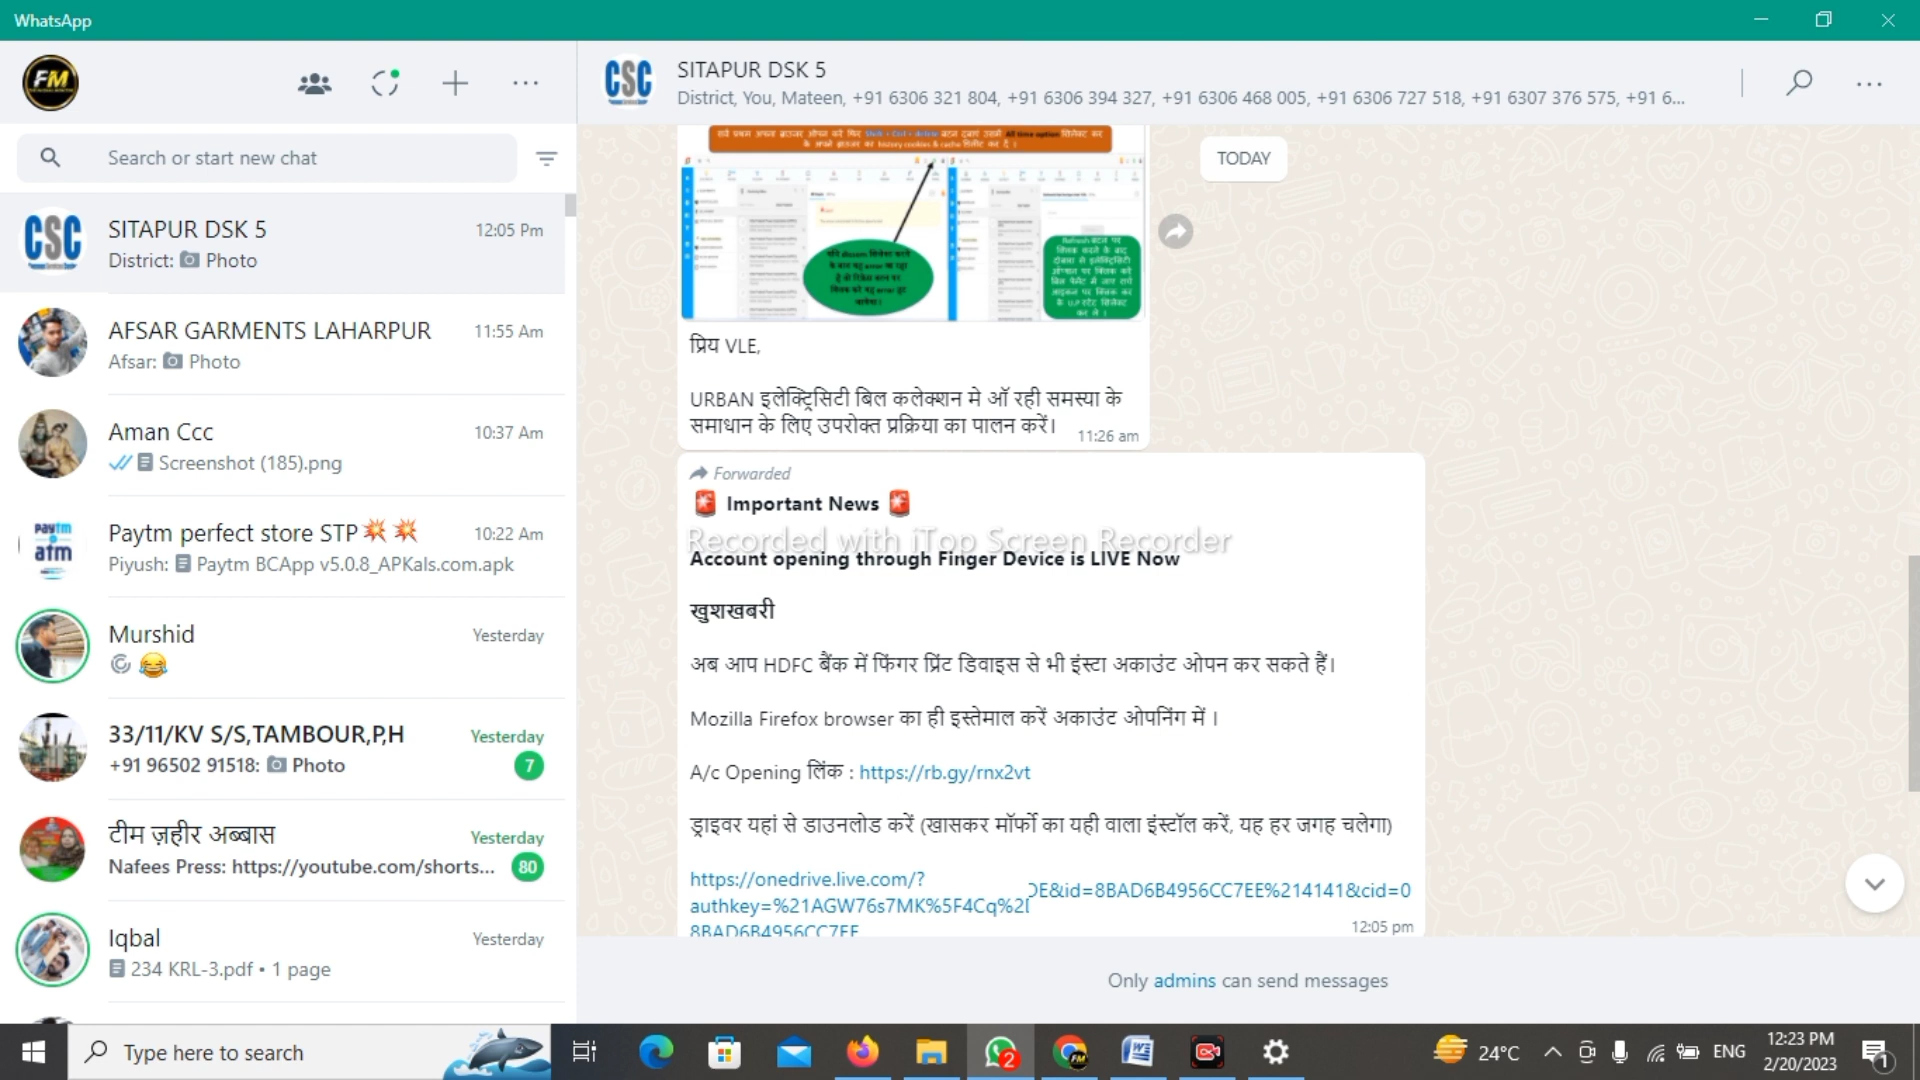 WhatsApp
FM
Search or start new chat
CSC
SITAPUR DSK 5
12:05 Pm
District: Photo
AFSAR GARMENTS LAHARPUR
11:55 Am
Afsar: Photo
Aman Ccc
10:37 Am
Screenshot (185).png
paytm
atm
Paytm perfect store STP💥💥
10:22 Am
Piyush: Paytm BCApp v5.0.8_APKals.com.apk
Murshid
Yesterday
😂
33/11/KV S/S,TAMBOUR,P,H
Yesterday
+91 96502 91518: Photo
7
टीम ज़हीर अब्बास
Yesterday
Nafees Press: https://youtube.com/shorts...
80
Iqbal
Yesterday
234 KRL-3.pdf • 1 page
CSC
SITAPUR DSK 5
District, You, Mateen, +91 6306 321 804, +91 6306 394 327, +91 6306 468 005, +91 6306 727 518, +91 6307 376 575, +91 6...
TODAY
प्रिय VLE,
URBAN इलेक्ट्रिसिटी बिल कलेक्शन मे ऑ रही समस्या के
समाधान के लिए उपरोक्त प्रक्रिया का पालन करें।
11:26 am
Forwarded
🚨 Important News 🚨
Recorded with iTop Screen Recorder
Account opening through Finger Device is LIVE Now
खुशखबरी
अब आप HDFC बैंक में फिंगर प्रिंट डिवाइस से भी इंस्टा अकाउंट ओपन कर सकते हैं।
Mozilla Firefox browser का ही इस्तेमाल करें अकाउंट ओपनिंग में ।
A/c Opening लिंक : https://rb.gy/rnx2vt
ड्राइवर यहां से डाउनलोड करें (खासकर मॉर्फो का यही वाला इंस्टॉल करें, यह हर जगह चलेगा)
https://onedrive.live.com/?
authkey=%21AGW76s7MK%5F4Cq%2
DE&id=8BAD6B4956CC7EE%214141&cid=0
8BAD6B4956CC7EE
12:05 pm
Only admins can send messages
Type here to search
2
FM
24°C
ENG
12:23 PM
2/20/2023
1